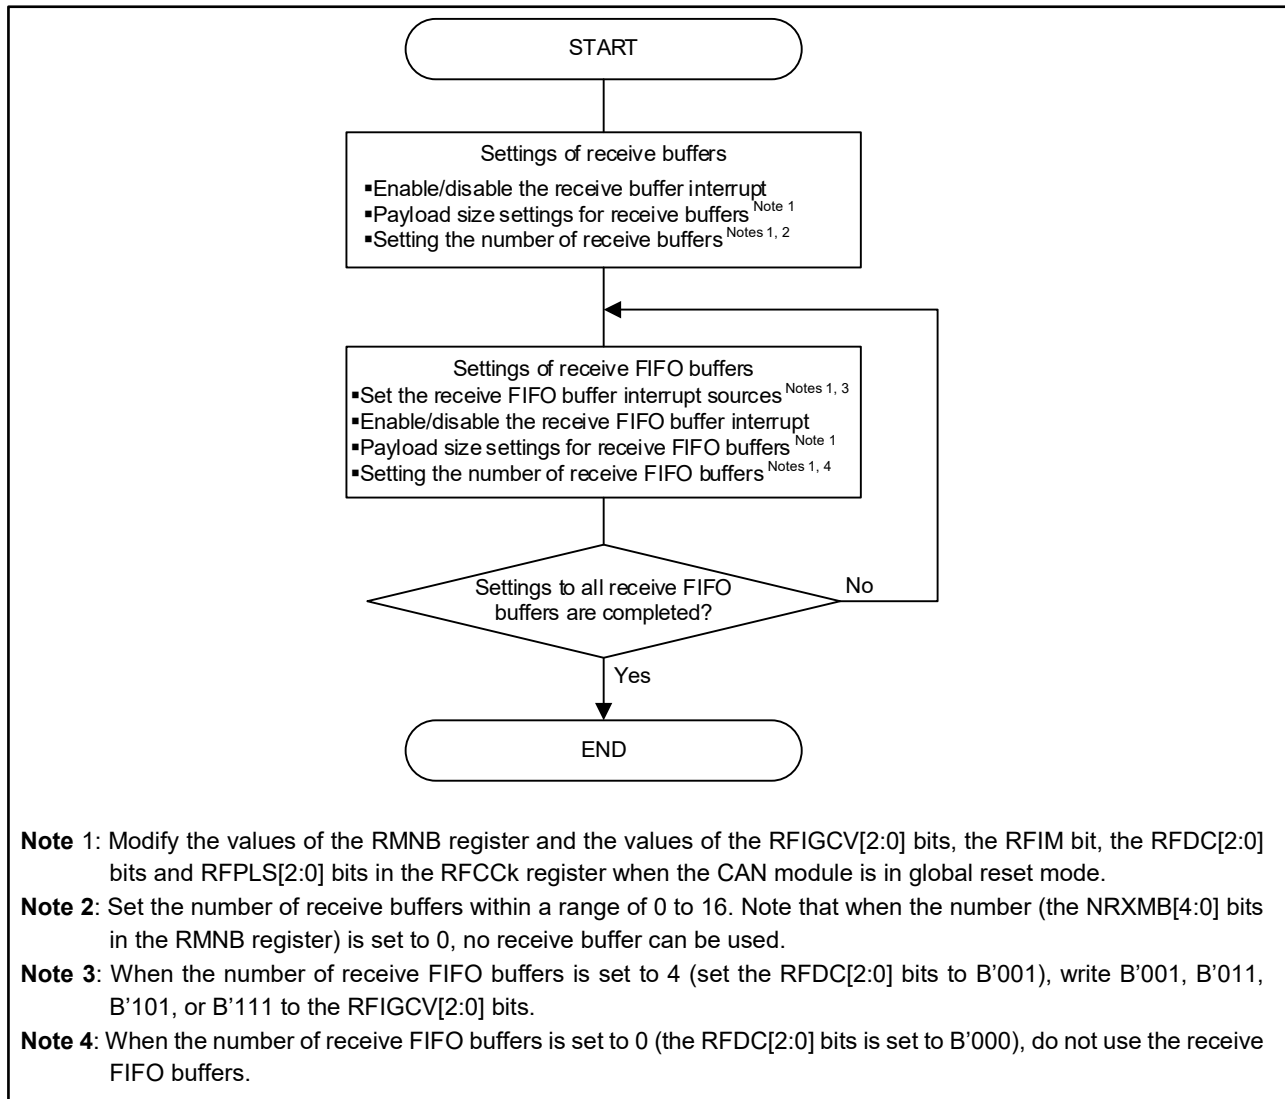 START
Settings of receive buffers
▪Enable/disable the receive buffer interrupt
▪Payload size settings for receive buffers Note 1
▪Setting the number of receive buffers Notes 1, 2
Settings of receive FIFO buffers
▪Set the receive FIFO buffer interrupt sources Notes 1, 3
▪Enable/disable the receive FIFO buffer interrupt
▪Payload size settings for receive FIFO buffers Note 1
▪Setting the number of receive FIFO buffers Notes 1, 4
Settings to all receive FIFO
buffers are completed?
No
Yes
END
Note 1: Modify the values of the RMNB register and the values of the RFIGCV[2:0] bits, the RFIM bit, the RFDC[2:0]
bits and RFPLS[2:0] bits in the RFCCk register when the CAN module is in global reset mode.
Note 2: Set the number of receive buffers within a range of 0 to 16. Note that when the number (the NRXMB[4:0] bits
in the RMNB register) is set to 0, no receive buffer can be used.
Note 3: When the number of receive FIFO buffers is set to 4 (set the RFDC[2:0] bits to B'001), write B'001, B'011,
B'101, or B'111 to the RFIGCV[2:0] bits.
Note 4: When the number of receive FIFO buffers is set to 0 (the RFDC[2:0] bits is set to B'000), do not use the receive
FIFO buffers.